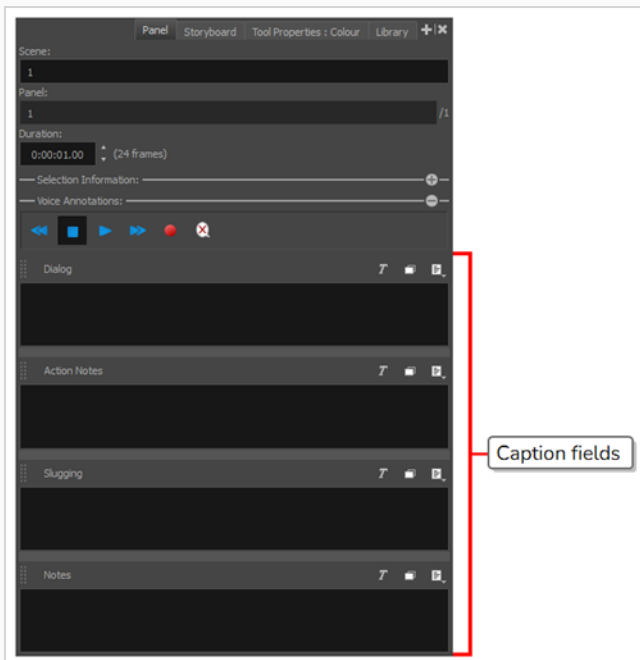 Panel Storyboard Tool Properties : Colour Library
Scene:
1
Panel:
1 /1
Duration:
0:00:01.00 (24 frames)
Selection Information:
Voice Annotations:
Dialog T
Action Notes T
Slugging T
Notes T
Caption fields